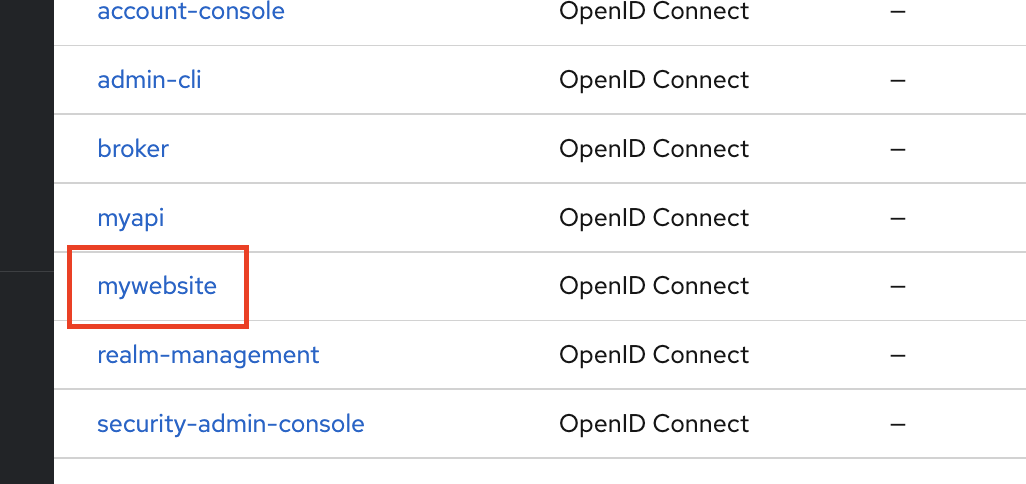 account-console OpenID Connect –
admin-cli OpenID Connect –
broker OpenID Connect –
myapi OpenID Connect –
mywebsite OpenID Connect –
realm-management OpenID Connect –
security-admin-console OpenID Connect –